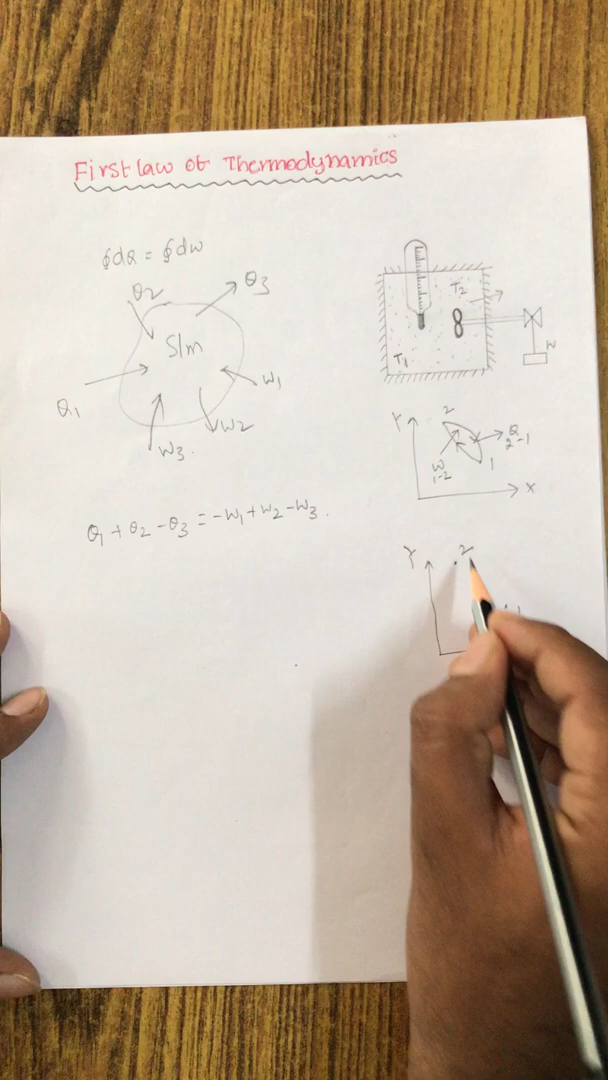 First law of Thermodynamics
∮dQ = ∮dw
Q2
Q3
S/m
Q1
W1
W2
W3.
Q1 + Q2 - Q3 = -W1 + W2 - W3.
T2
T1
W
Y
2
Q
2-1
W
1-2
1
X
Y
2